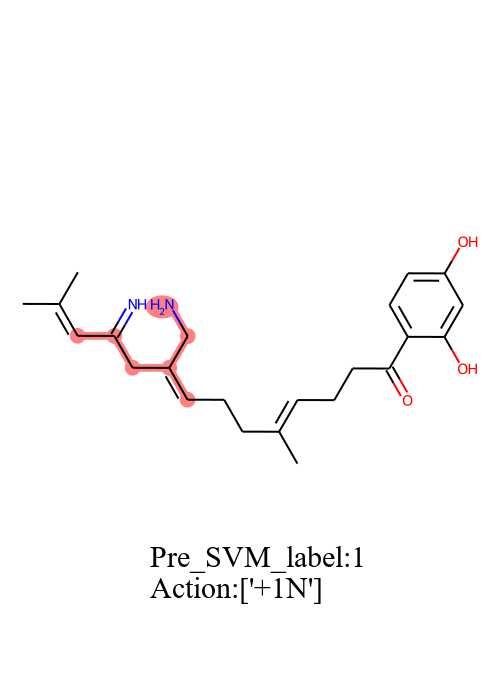 OH
NH
H2N
OH
O
Pre_SVM_label:1
Action:['+1N']